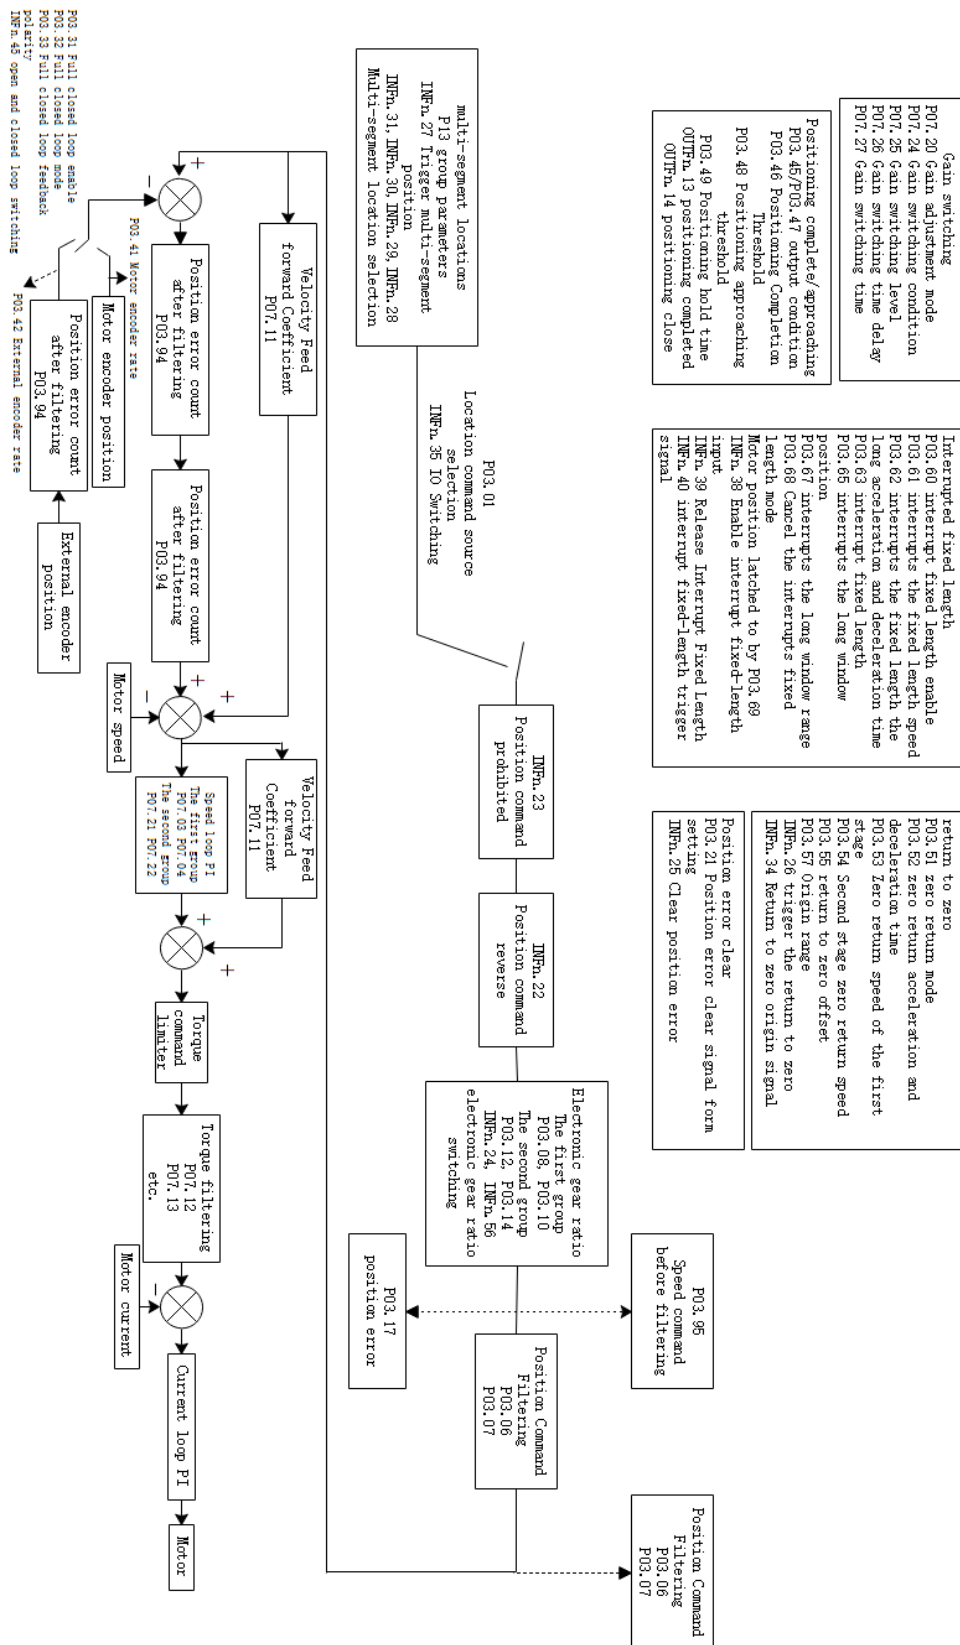 Gain switching
P07.20 Gain adjustment mode
P07.24 Gain switching condition
P07.25 Gain switching level
P07.26 Gain switching time delay
P07.27 Gain switching time
Positioning complete/approaching
P03.45/P03.47 output condition
P03.46 Positioning Completion
Threshold
P03.48 Positioning approaching
threshold
P03.49 Positioning hold time
OUTFn.13 positioning completed
OUTFn.14 positioning close
Interrupted fixed length
P03.60 interrupt fixed length enable
P03.61 interrupts the fixed length speed
P03.62 interrupts the fixed length the
long acceleration and deceleration time
P03.63 interrupt fixed length
P03.65 interrupts the long window
position
P03.67 interrupts the long window range
P03.68 Cancel the interrupts fixed
length mode
Motor position latched to by P03.69
INFn.38 Enable interrupt fixed-length
input
INFn.39 Release Interrupt Fixed Length
INFn.40 interrupt fixed-length trigger
signal
return to zero
P03.51 zero return mode
P03.52 zero return acceleration and
deceleration time
P03.53 Zero return speed of the first
stage
P03.54 Second stage zero return speed
P03.55 return to zero offset
P03.57 Origin range
INFn.26 trigger the return to zero
INFn.34 Return to zero origin signal
Position error clear
P03.21 Position error clear signal form
setting
INFn.25 Clear position error
multi-segment locations
P13 group parameters
INFn.27 Trigger multi-segment
position
INFn.31, INFn.30, INFn.29, INFn.28
Multi-segment location selection
P03.01
Location command source
selection
INFn.35 IO Switching
INFn.23
Position command
prohibited
INFn.22
Position command
reverse
Electronic gear ratio
The first group
P03.08, P03.10
The second group
P03.12, P03.14
INFn.24, INFn.56
electronic gear ratio
switching
P03.95
Speed command
before filtering
P03.17
position error
Position Command
Filtering
P03.06
P03.07
Position Command
Filtering
P03.06
P03.07
Velocity Feed
forward Coefficient
P07.11
+
−
Position error count
after filtering
P03.94
Position error count
after filtering
P03.94
+
+
−
Motor speed
Velocity Feed
forward
Coefficient
P07.11
Speed loop PI
The first group
P07.03 P07.04
The second group
P07.21 P07.22
+
+
Torque
command
limiter
Torque filtering
P07.12
P07.13
etc.
−
Motor current
Current loop PI
Motor
P03.41 Motor encoder rate
Motor encoder position
Position error count
after filtering
P03.94
External encoder
position
P03.31 Full closed loop enable
P03.32 Full closed loop mode
P03.33 Full closed loop feedback
polarity
INFn.45 open and closed loop switching
P03.42 External encoder rate